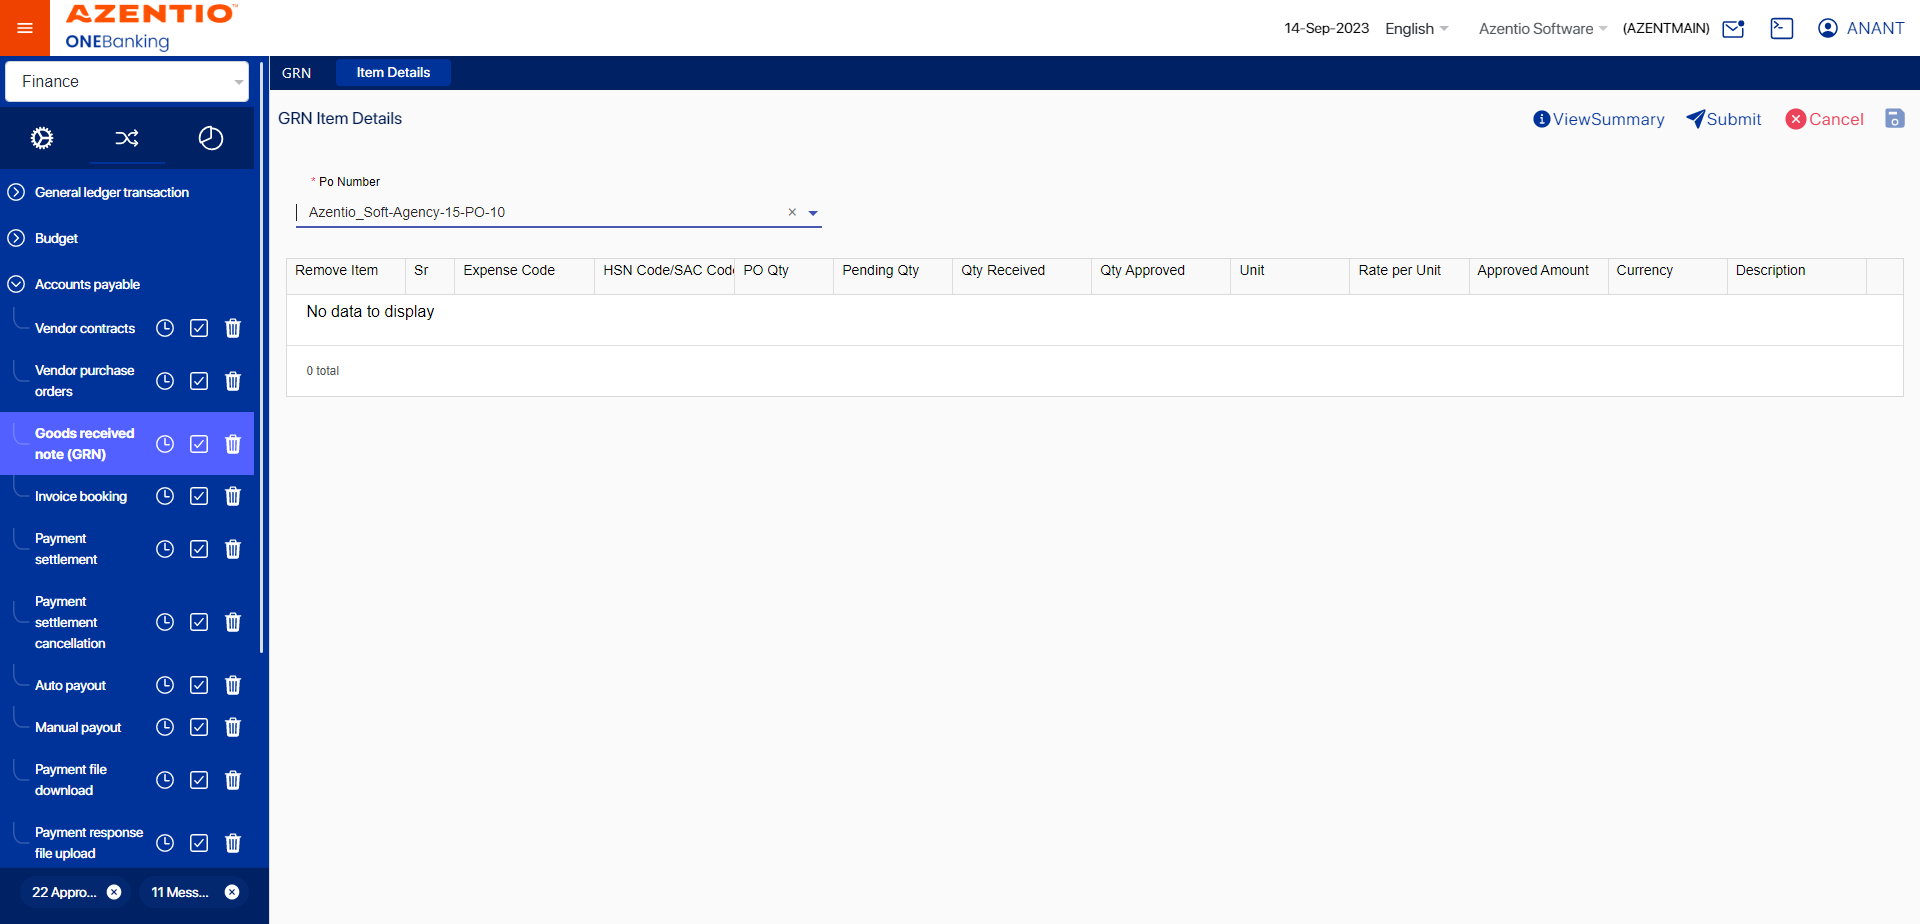 AZENTIO™
ONEBanking
14-Sep-2023 English Azentio Software (AZENTMAIN) ANANT
Finance
GRN Item Details
GRN Item Details
ViewSummary Submit Cancel
* Po Number
Azentio_Soft-Agency-15-PO-10
Remove Item Sr Expense Code HSN Code/SAC Code PO Qty Pending Qty Qty Received Qty Approved Unit Rate per Unit Approved Amount Currency Description
No data to display
0 total
General ledger transaction
Budget
Accounts payable
Vendor contracts
Vendor purchase
orders
Goods received
note (GRN)
Invoice booking
Payment
settlement
Payment
settlement
cancellation
Auto payout
Manual payout
Payment file
download
Payment response
file upload
22 Appro... 11 Mess...